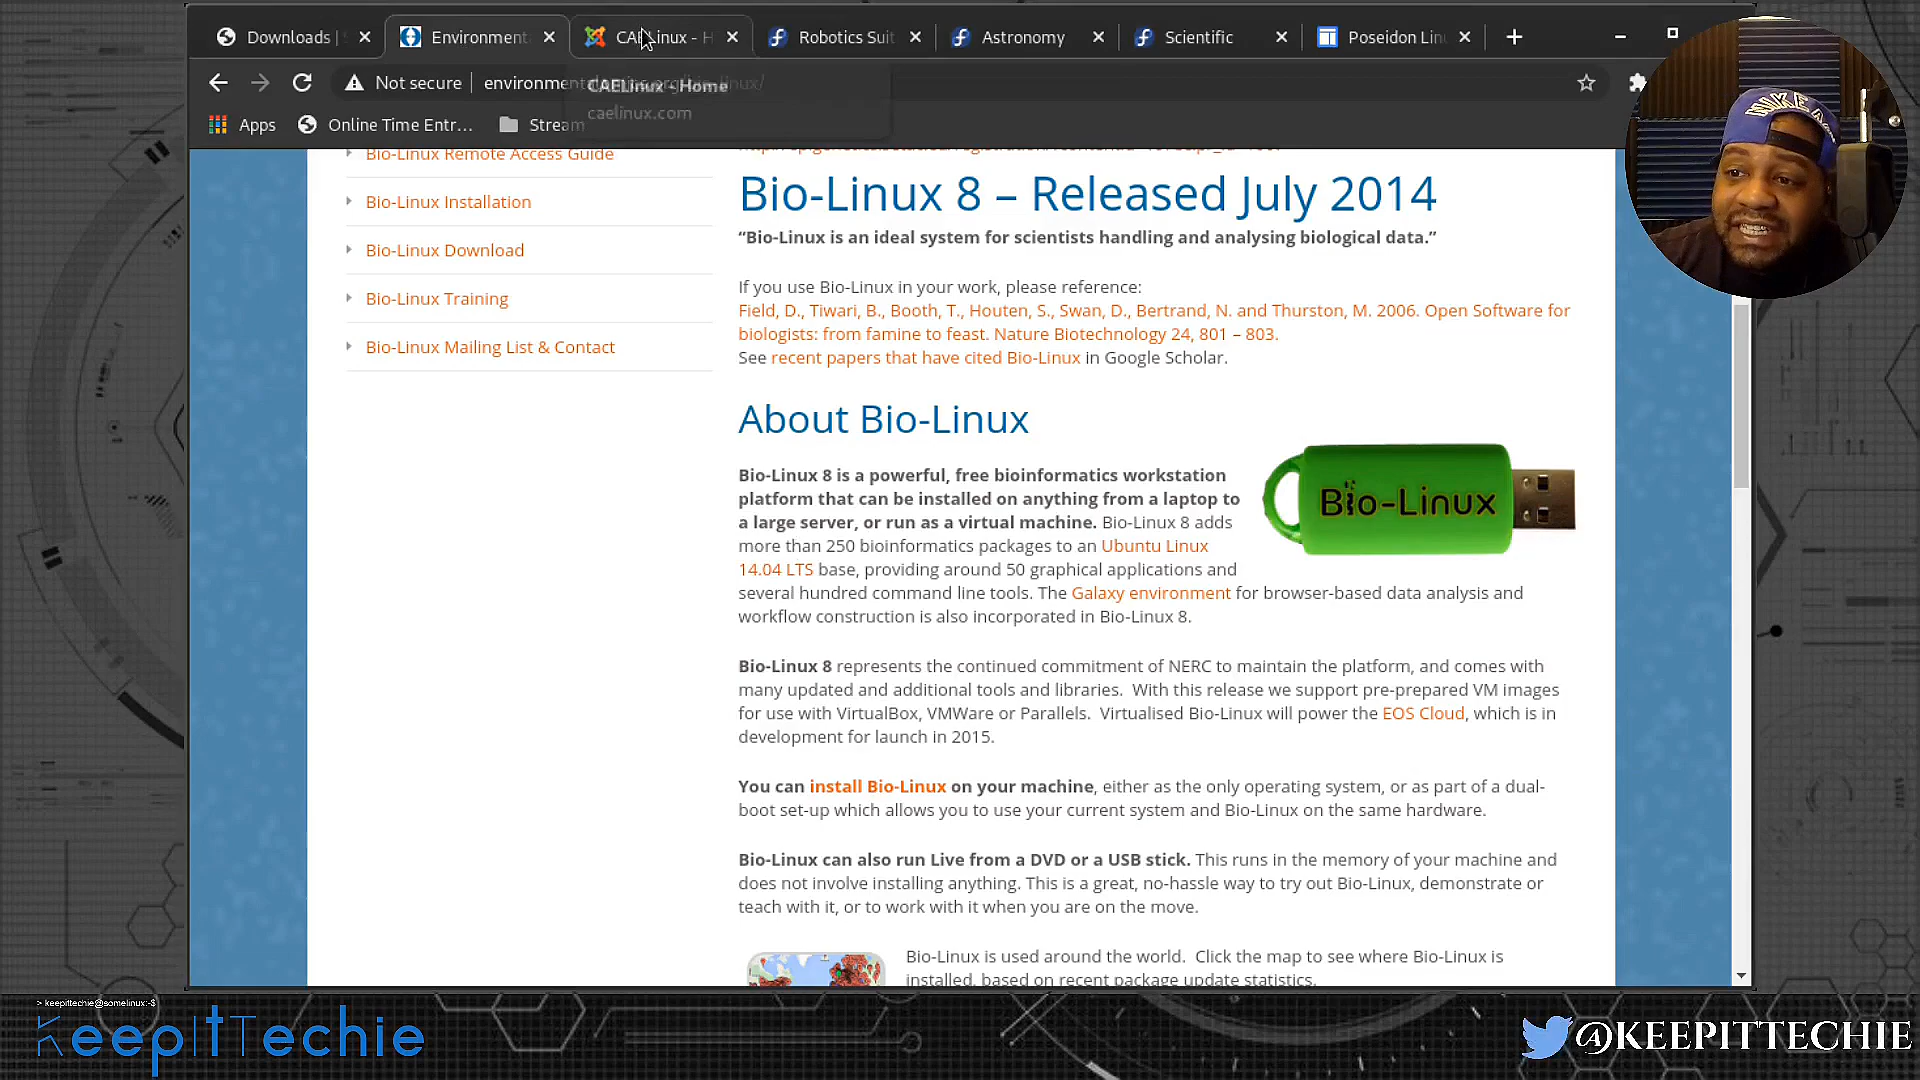 Downloads |
Environment
CAELinux - H
Robotics Suit
Astronomy
Scientific
Poseidon Lin
Not secure
CAELinux - Home
caelinux.com
Apps
Online Time Entr...
Stream
Bio-Linux Remote Access Guide
Bio-Linux Installation
Bio-Linux Download
Bio-Linux Training
Bio-Linux Mailing List & Contact
Bio-Linux 8 – Released July 2014
“Bio-Linux is an ideal system for scientists handling and analysing biological data.”
If you use Bio-Linux in your work, please reference:
Field, D., Tiwari, B., Booth, T., Houten, S., Swan, D., Bertrand, N. and Thurston, M. 2006. Open Software for
biologists: from famine to feast. Nature Biotechnology 24, 801 – 803.
See recent papers that have cited Bio-Linux in Google Scholar.
About Bio-Linux
Bio-Linux 8 is a powerful, free bioinformatics workstation
platform that can be installed on anything from a laptop to
a large server, or run as a virtual machine. Bio-Linux 8 adds
more than 250 bioinformatics packages to an Ubuntu Linux
14.04 LTS base, providing around 50 graphical applications and
several hundred command line tools. The Galaxy environment for browser-based data analysis and
workflow construction is also incorporated in Bio-Linux 8.
Bio-Linux
Bio-Linux 8 represents the continued commitment of NERC to maintain the platform, and comes with
many updated and additional tools and libraries. With this release we support pre-prepared VM images
for use with VirtualBox, VMWare or Parallels. Virtualised Bio-Linux will power the EOS Cloud, which is in
development for launch in 2015.
You can install Bio-Linux on your machine, either as the only operating system, or as part of a dual-
boot set-up which allows you to use your current system and Bio-Linux on the same hardware.
Bio-Linux can also run Live from a DVD or a USB stick. This runs in the memory of your machine and
does not involve installing anything. This is a great, no-hassle way to try out Bio-Linux, demonstrate or
teach with it, or to work with it when you are on the move.
Bio-Linux is used around the world. Click the map to see where Bio-Linux is
installed, based on recent package update statistics.
> keepittechie@somelinux:~$
KeepItTechie
@KEEPITTECHIE